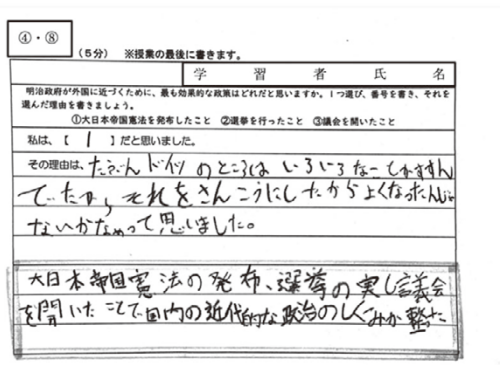 ④・⑧
(5分) ※授業の最後に書きます。
学習者氏名
明治政府が外国に近づくために、最も効果的な政策はどれだと思いますか。1つ選び、番号を書き、それを
選んだ理由を書きましょう。
①大日本帝国憲法を発布したこと ②選挙を行ったこと ③議会を開いたこと
私は、【 1 】だと思いました。
その理由は、たぶんドイツのところはいろいろなことがすすん
でたから、それをさんこうにしたからよくなったんじゃ
ないかなぁって思いました。
大日本帝国憲法の発布、選挙の実し議会
を開いたことで国内の近代的な政治のしくみが整った